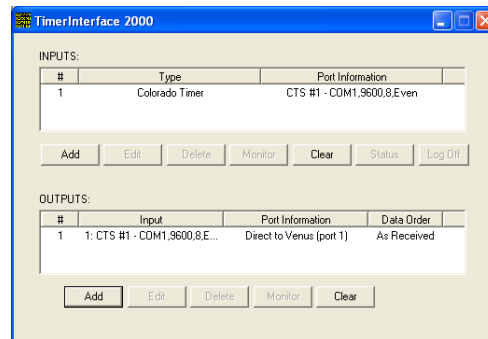 TimerInterface 2000
INPUTS:
# Type Port Information
1 Colorado Timer CTS #1 - COM1,9600,8,Even
Add Edit Delete Monitor Clear Status Log Off
OUTPUTS:
# Input Port Information Data Order
1 1: CTS #1 - COM1,9600,8,E... Direct to Venus (port 1) As Received
Add Edit Delete Monitor Clear